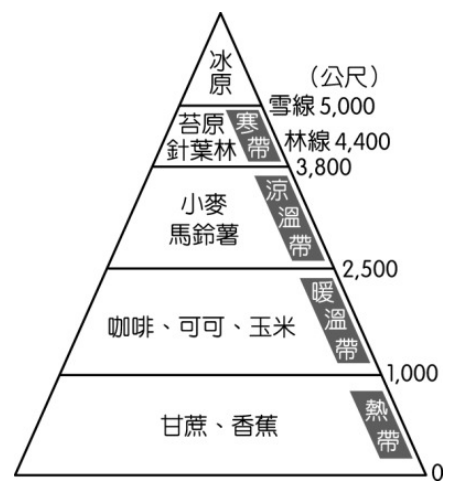 冰原
（公尺）
雪線 5,000
苔原
針葉林
寒帶
林線 4,400
3,800
小麥
馬鈴薯
涼溫帶
2,500
咖啡、可可、玉米
暖溫帶
1,000
甘蔗、香蕉
熱帶
0